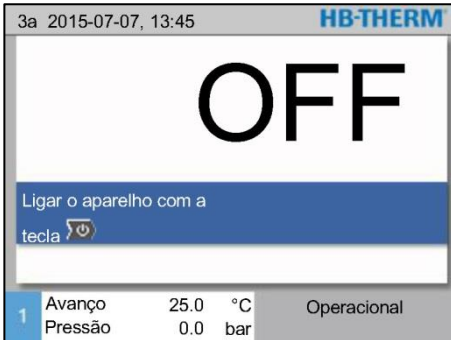 3a 2015-07-07, 13:45 HB-THERM
OFF
Ligar o aparelho com a
tecla
1 Avanço 25.0 °C Operacional
Pressão 0.0 bar